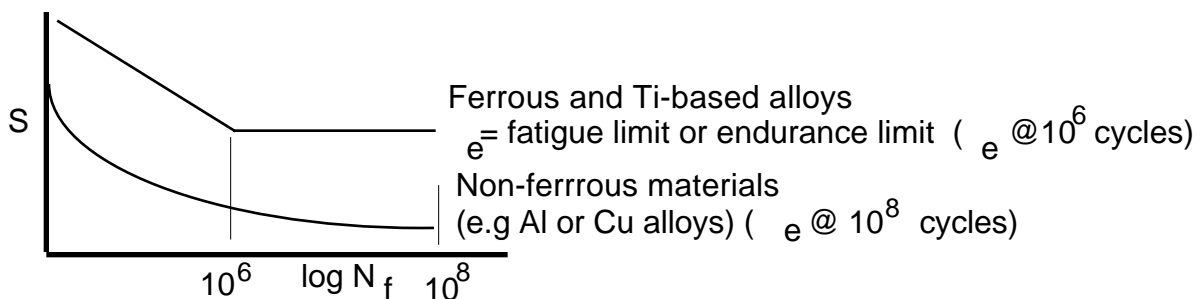 S
Ferrous and Ti-based alloys
e= fatigue limit or endurance limit ( e @10^6 cycles)
Non-ferrrous materials
(e.g Al or Cu alloys) ( e @ 10^8 cycles)
10^6 log N_f 10^8